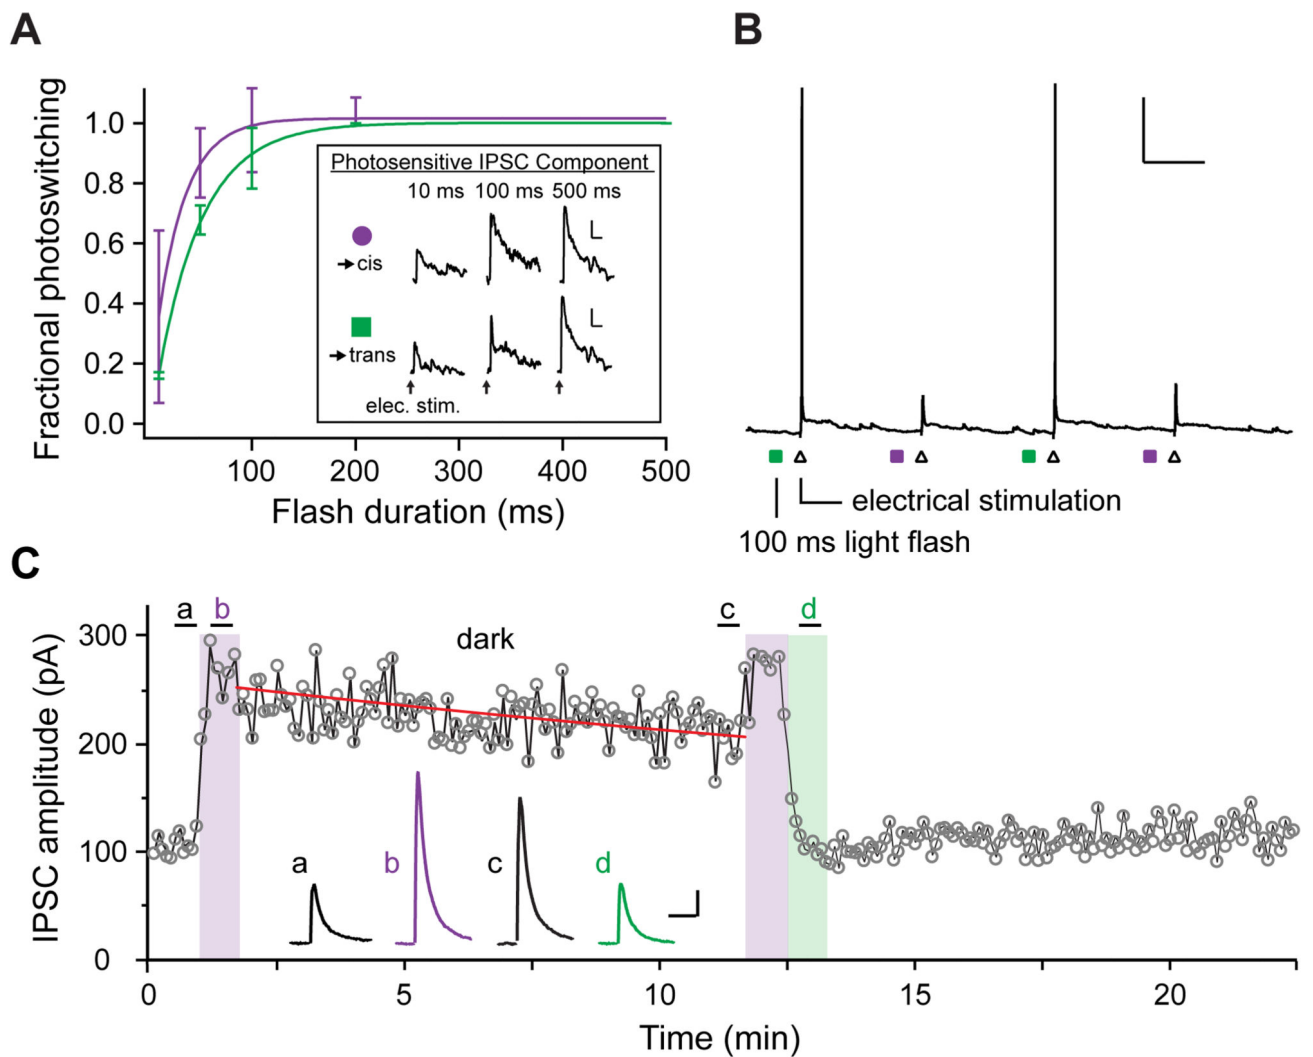 A
Fractional photoswitching
1.0
0.8
0.6
0.4
0.2
0.0
100
200
300
400
500
Flash duration (ms)
Photosensitive IPSC Component
10 ms
100 ms
500 ms
cis
trans
elec. stim.
B
electrical stimulation
100 ms light flash
C
IPSC amplitude (pA)
300
200
100
0
a
b
dark
c
d
a
b
c
d
0
5
10
15
20
Time (min)